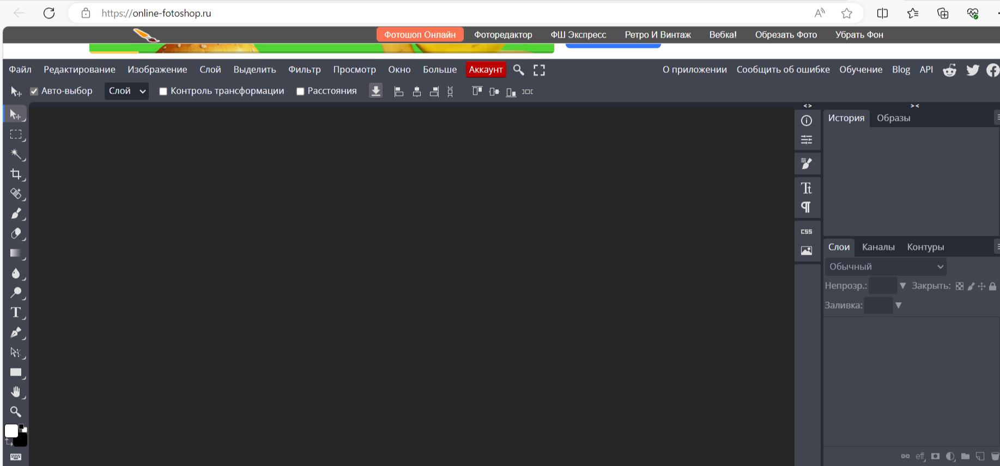 https://online-fotoshop.ru
Фотошоп Онлайн Фоторедактор ФШ Экспресс Ретро И Винтаж Вебка! Обрезать Фото Убрать Фон
Файл Редактирование Изображение Слой Выделить Фильтр Просмотр Окно Больше Аккаунт О приложении Сообщить об ошибке Обучение Blog API
Авто-выбор Слой Контроль трансформации Расстояния
История Образы
css
Слои Каналы Контуры
Обычный
Непрозр.: Закрыть:
Заливка:
eff